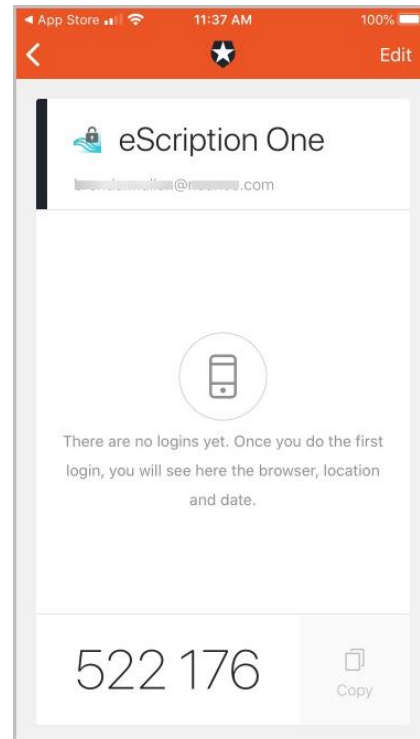 App Store
11:37 AM
100%
Edit
eScription One
.com
There are no logins yet. Once you do the first
login, you will see here the browser, location
and date.
522 176
Copy